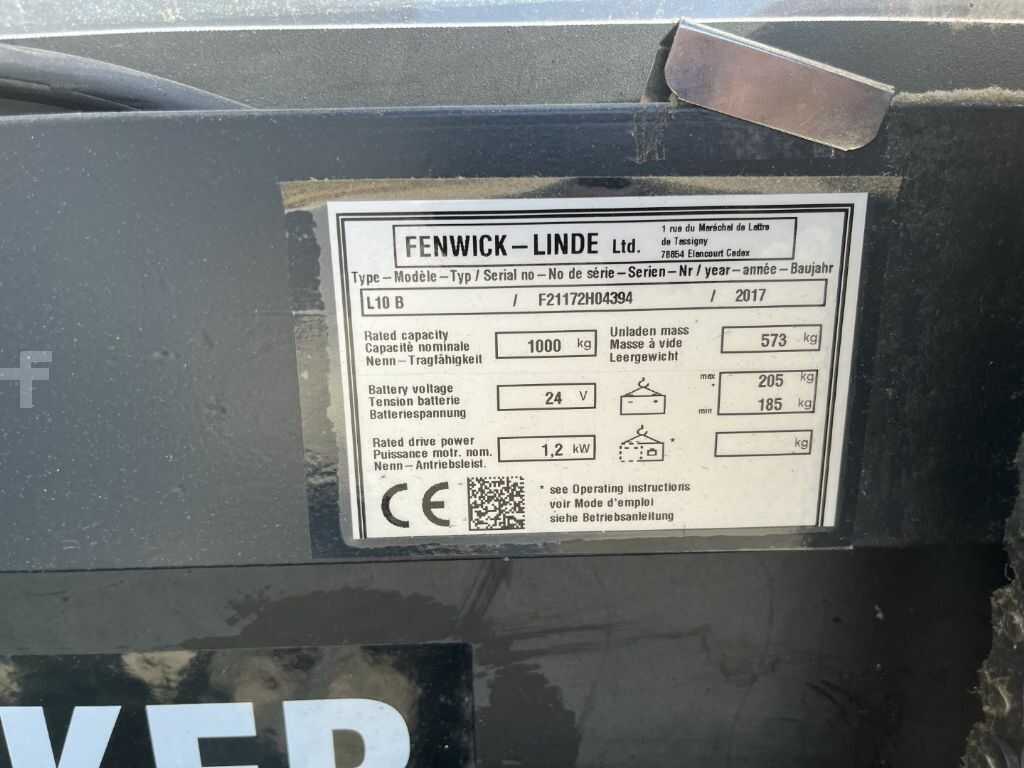 FENWICK – LINDE Ltd.
1 rue du Maréchal de Lattre
de Tassigny
78854 Elancourt Cedex
Type – Modèle – Typ / Serial no – No de série – Serien – Nr / year – année – Baujahr
L10 B / F21172H04394 / 2017
Rated capacity
Capacité nominale
Nenn – Tragfähigkeit
1000 kg
Unladen mass
Masse à vide
Leergewicht
573 kg
Battery voltage
Tension batterie
Batteriespannung
24 V
max
*
min
205 kg
185 kg
Rated drive power
Puissance motr. nom.
Nenn – Antriebsleist.
1,2 kW
*
kg
CE
* see Operating instructions
voir Mode d'emploi
siehe Betriebsanleitung